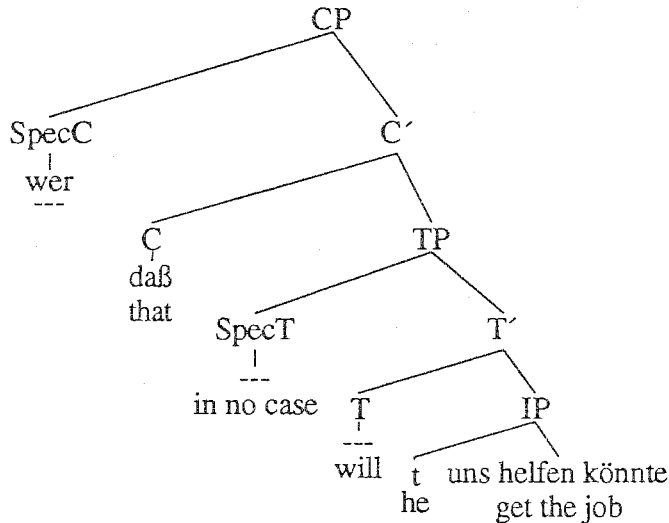 CP
SpecC C´
wer
---
C TP
daß
that
SpecT T´
---
in no case T IP
---
will t uns helfen könnte
he get the job